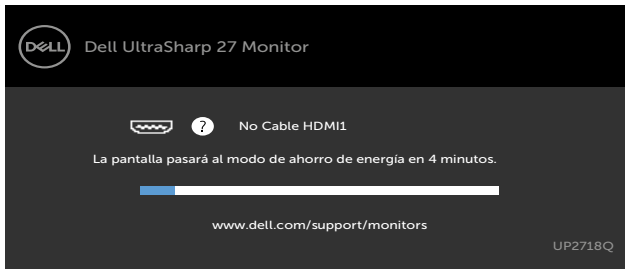 DELL
Dell UltraSharp 27 Monitor
? No Cable HDMI1
La pantalla pasará al modo de ahorro de energía en 4 minutos.
www.dell.com/support/monitors
UP2718Q